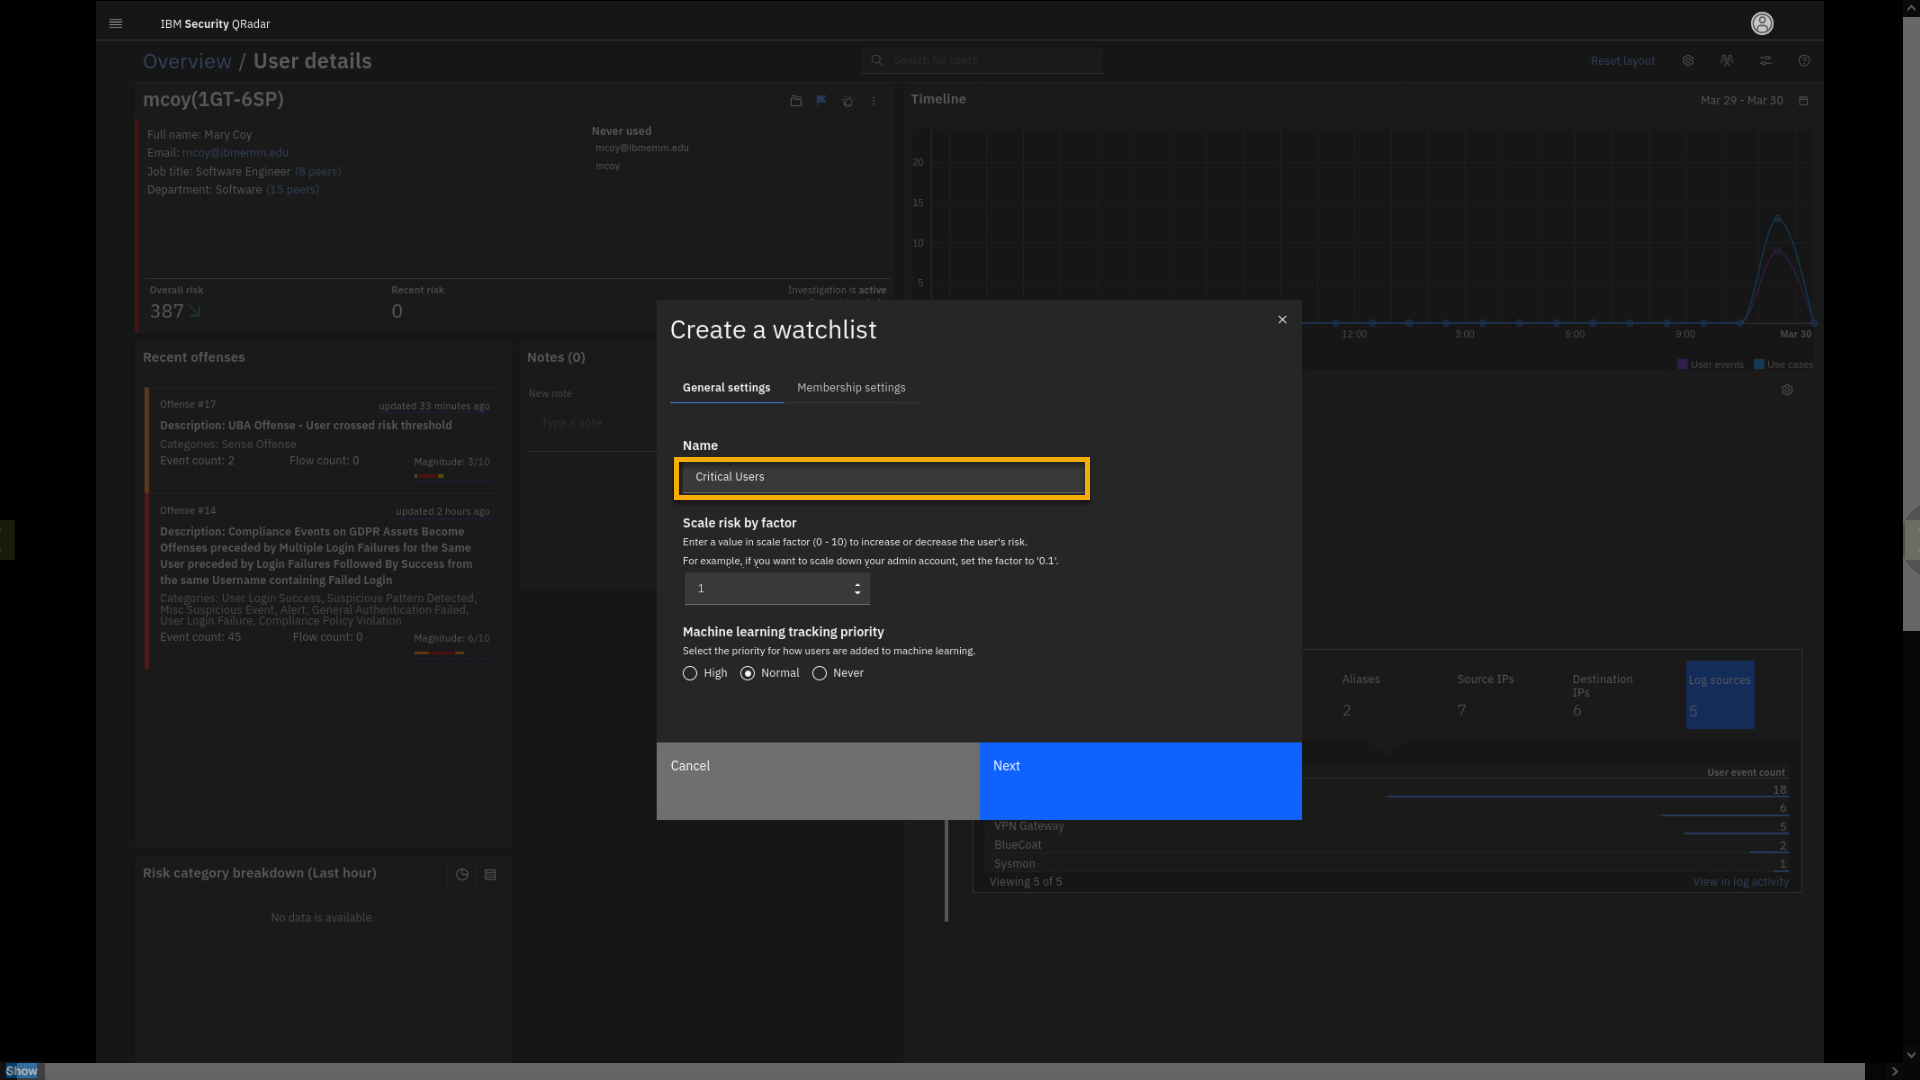 IBM Security QRadar
Overview / User details
Search for users
Reset layout
mcoy(1GT-6SP)
Full name: Mary Coy
Email: mcoy@ibmemm.edu
Job title: Software Engineer (8 peers)
Department: Software (15 peers)
Never used
mcoy@ibmemm.edu
mcoy
Overall risk
387
Recent risk
0
Investigation is active
Timeline
Mar 29 - Mar 30
20
15
10
5
12:00
3:00
6:00
9:00
Mar 30
User events
Use cases
Recent offenses
Offense #17
updated 33 minutes ago
Description: UBA Offense - User crossed risk threshold
Categories: Sense Offense
Event count: 2
Flow count: 0
Magnitude: 3/10
Offense #14
updated 2 hours ago
Description: Compliance Events on GDPR Assets Become
Offenses preceded by Multiple Login Failures for the Same
User preceded by Login Failures Followed By Success from
the same Username containing Failed Login
Categories: User Login Success, Suspicious Pattern Detected,
Misc Suspicious Event, Alert, General Authentication Failed,
User Login Failure, Compliance Policy Violation
Event count: 45
Flow count: 0
Magnitude: 6/10
Notes (0)
New note
Type a note
Create a watchlist
General settings
Membership settings
Name
Critical Users
Scale risk by factor
Enter a value in scale factor (0 - 10) to increase or decrease the user's risk.
For example, if you want to scale down your admin account, set the factor to '0.1'.
1
Machine learning tracking priority
Select the priority for how users are added to machine learning.
High
Normal
Never
Cancel
Next
Aliases
2
Source IPs
7
Destination
IPs
6
Log sources
5
User event count
18
6
VPN Gateway
5
BlueCoat
2
Sysmon
1
Viewing 5 of 5
View in log activity
Risk category breakdown (Last hour)
No data is available.
Show